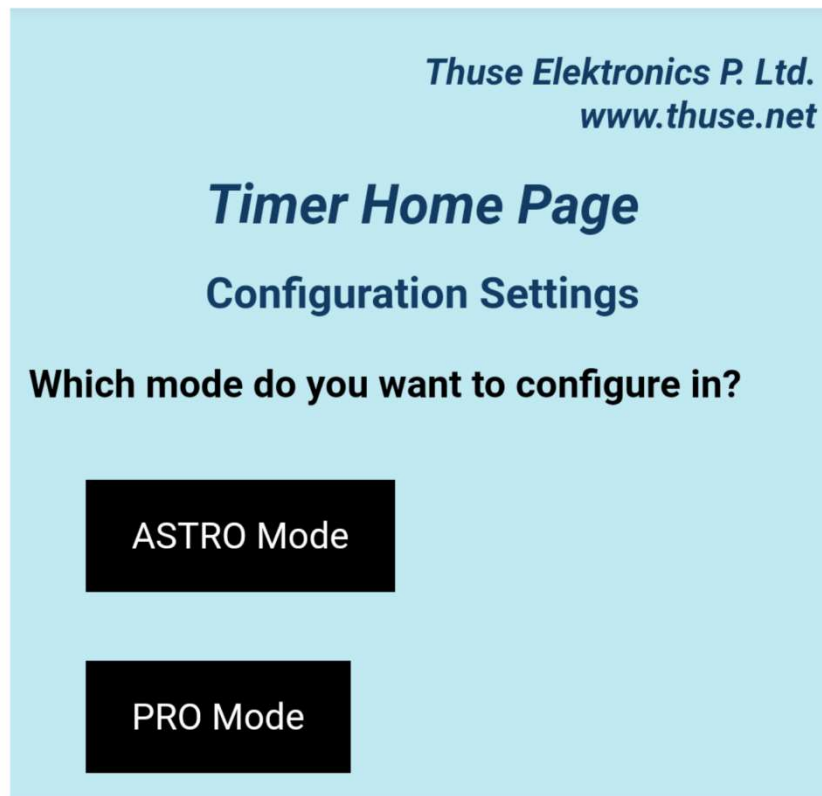 Thuse Elektronics P. Ltd.
www.thuse.net
Timer Home Page
Configuration Settings
Which mode do you want to configure in?
ASTRO Mode
PRO Mode